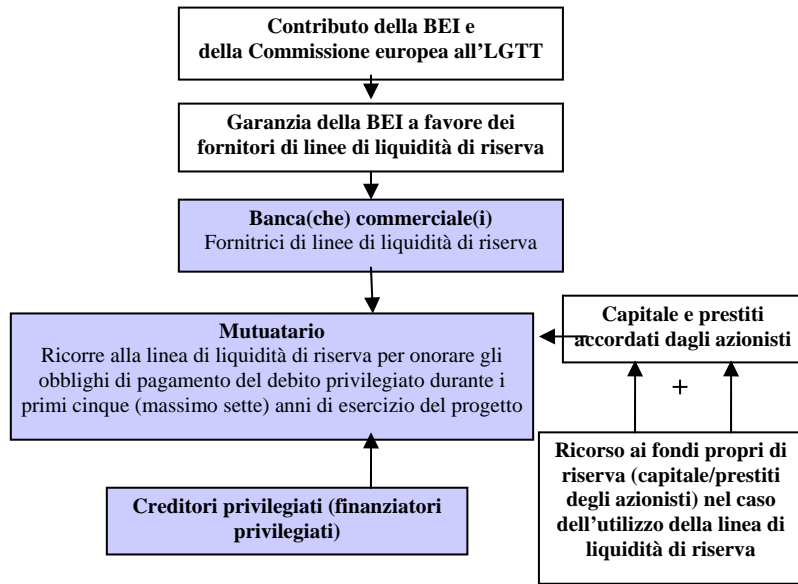 Contributo della BEI e
della Commissione europea all'LGTT
Garanzia della BEI a favore dei
fornitori di linee di liquidità di riserva
Banca(che) commerciale(i)
Fornitrici di linee di liquidità di riserva
Mutuatario
Ricorre alla linea di liquidità di riserva per onorare gli
obblighi di pagamento del debito privilegiato durante i
primi cinque (massimo sette) anni di esercizio del progetto
Capitale e prestiti
accordati dagli azionisti
+
Ricorso ai fondi propri di
riserva (capitale/prestiti
degli azionisti) nel caso
dell'utilizzo della linea di
liquidità di riserva
Creditori privilegiati (finanziatori
privilegiati)